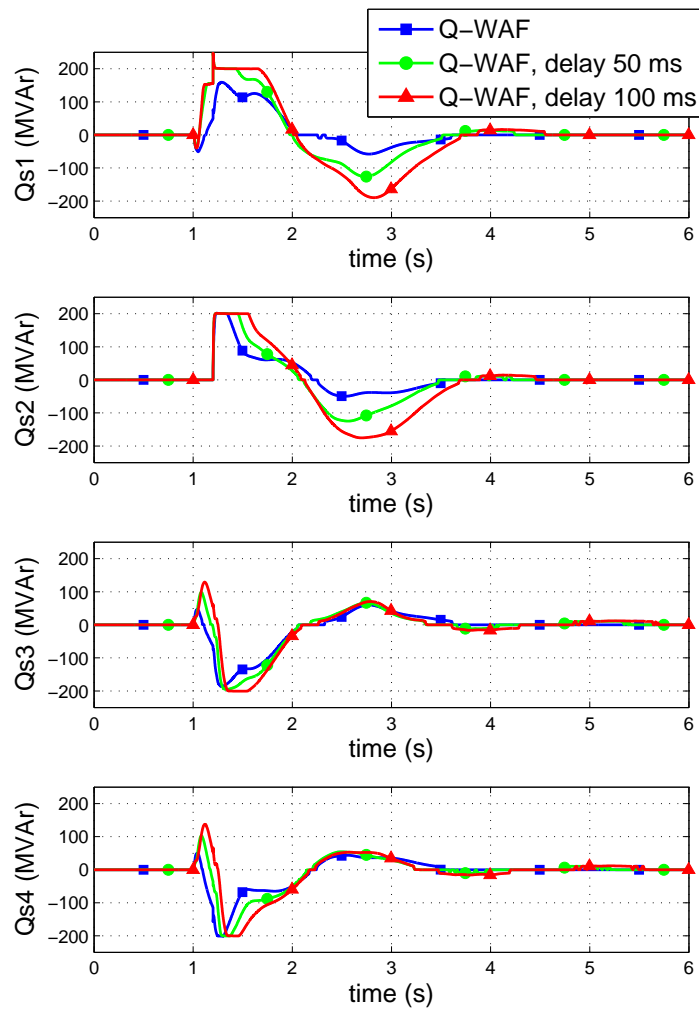 Q−WAF
Q−WAF, delay 50 ms
Q−WAF, delay 100 ms
Qs1 (MVAr)
200
100
0
−100
−200
0 1 2 3 4 5 6
time (s)
Qs2 (MVAr)
200
100
0
−100
−200
0 1 2 3 4 5 6
time (s)
Qs3 (MVAr)
200
100
0
−100
−200
0 1 2 3 4 5 6
time (s)
Qs4 (MVAr)
200
100
0
−100
−200
0 1 2 3 4 5 6
time (s)